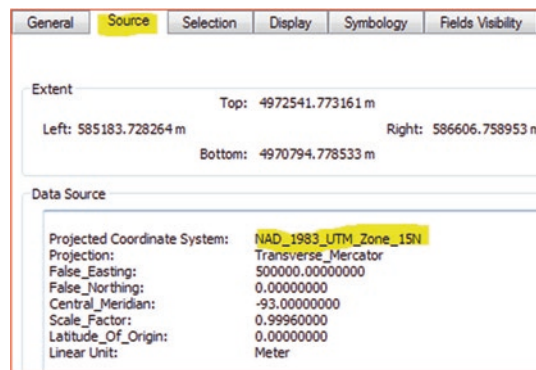 General Source Selection Display Symbology Fields Visibility
Extent
Top: 4972541.773161 m
Left: 585183.728264 m Right: 586606.758953 m
Bottom: 4970794.778533 m
Data Source
Projected Coordinate System: NAD_1983_UTM_Zone_15N
Projection: Transverse_Mercator
False_Easting: 500000.00000000
False_Northing: 0.00000000
Central_Meridian: -93.00000000
Scale_Factor: 0.99960000
Latitude_Of_Origin: 0.00000000
Linear Unit: Meter